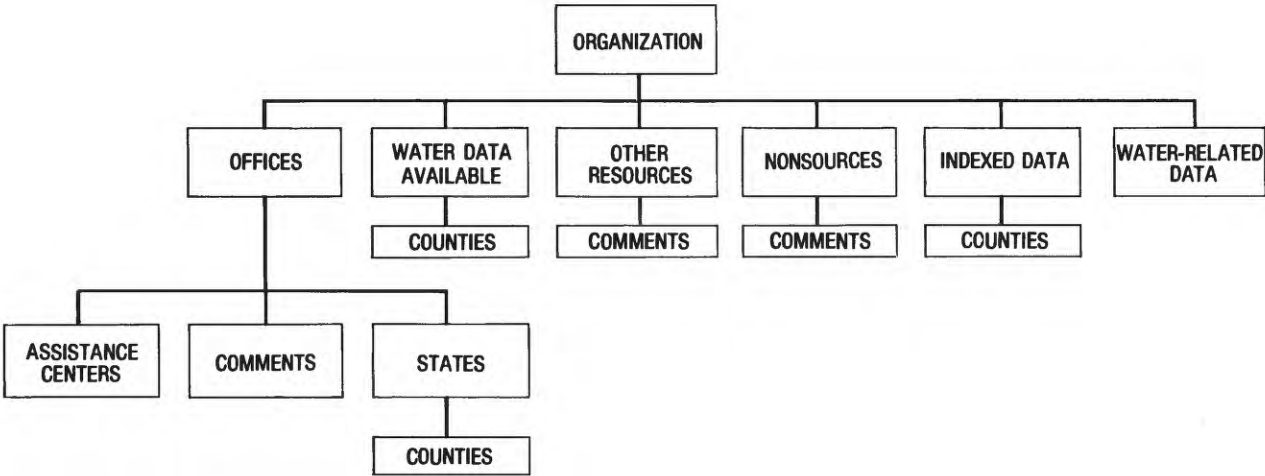 ORGANIZATION
OFFICES
WATER DATA
AVAILABLE
OTHER
RESOURCES
NONSOURCES
INDEXED DATA
WATER-RELATED
DATA
COUNTIES
COMMENTS
COMMENTS
COUNTIES
ASSISTANCE
CENTERS
COMMENTS
STATES
COUNTIES